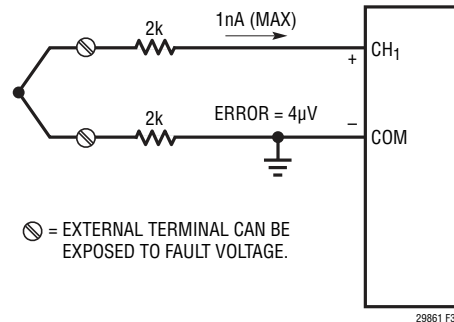 2k
1nA (MAX)
+
CH1
2k
ERROR = 4µV
–
COM
= EXTERNAL TERMINAL CAN BE
EXPOSED TO FAULT VOLTAGE.
29861 F3